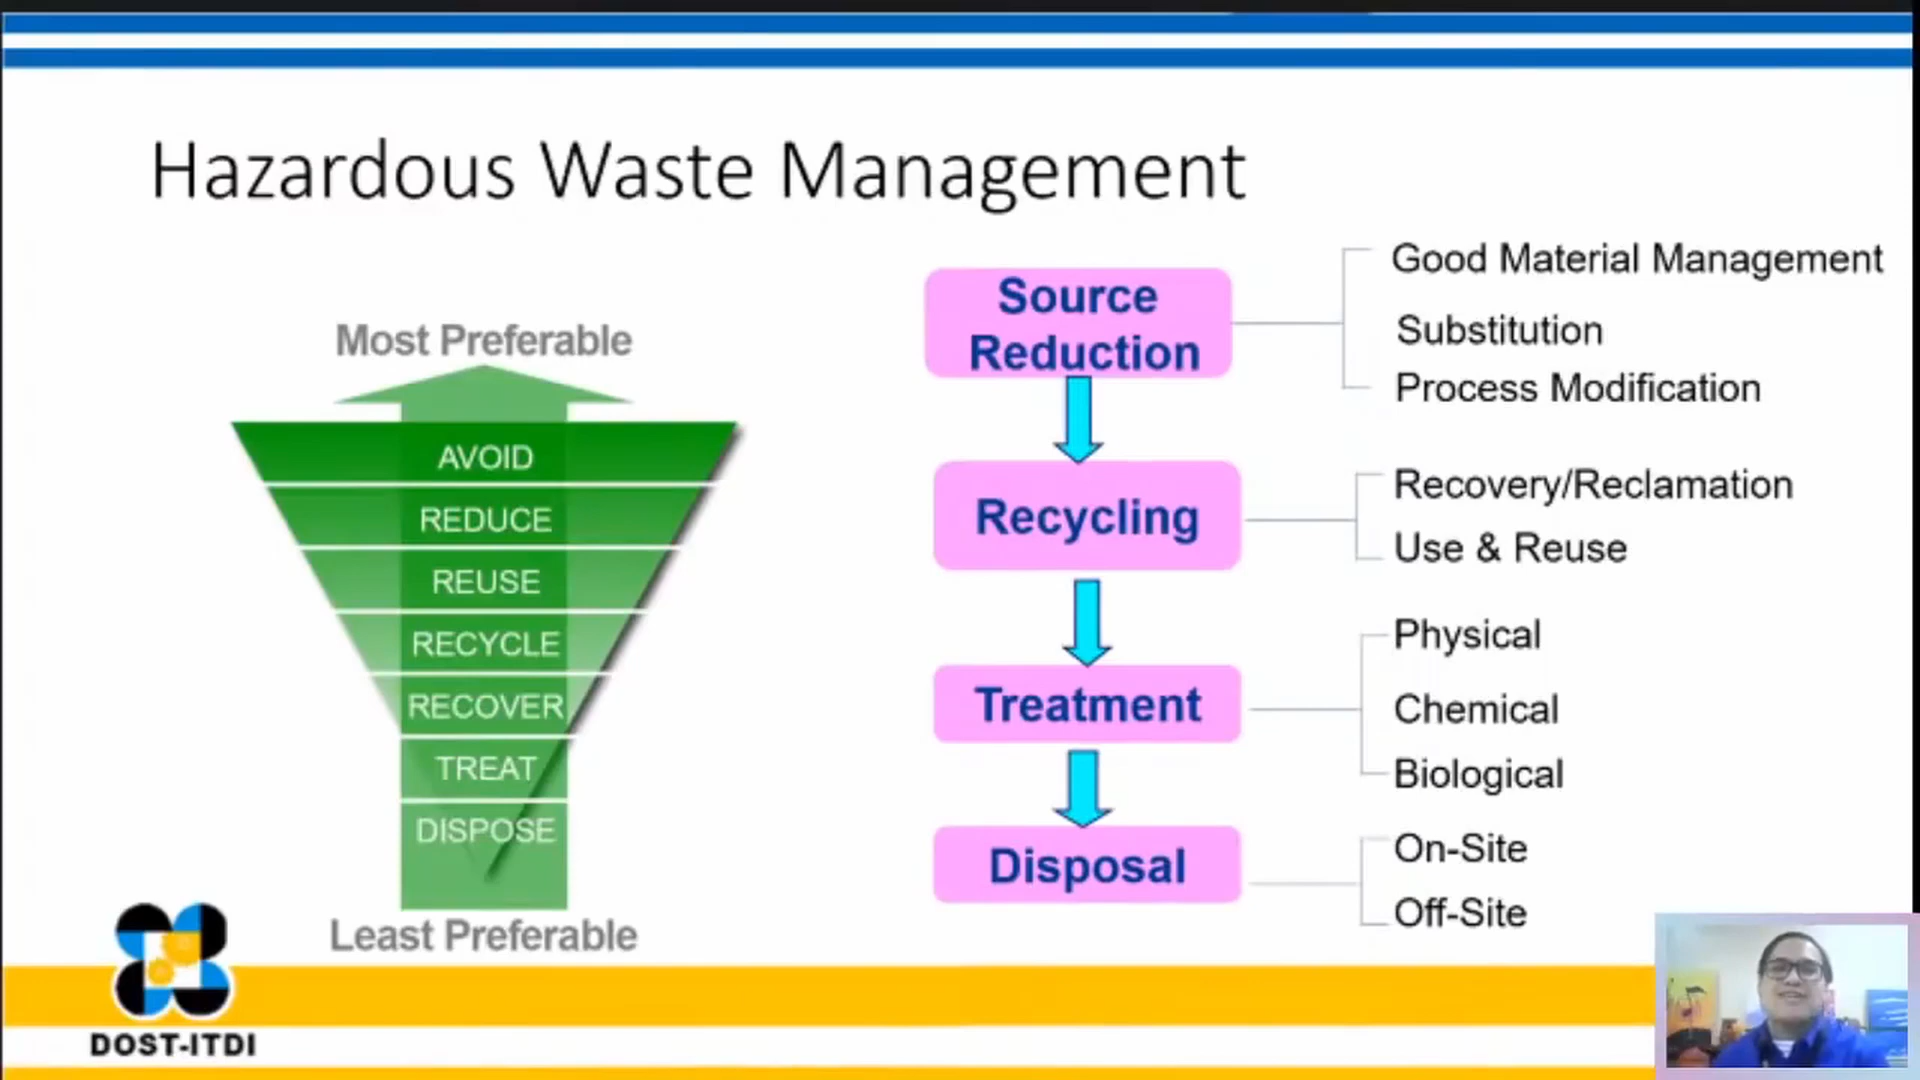 Hazardous Waste Management
Most Preferable
AVOID
REDUCE
REUSE
RECYCLE
RECOVER
TREAT
DISPOSE
Least Preferable
Source
Reduction
Good Material Management
Substitution
Process Modification
Recycling
Recovery/Reclamation
Use & Reuse
Treatment
Physical
Chemical
Biological
Disposal
On-Site
Off-Site
DOST-ITDI